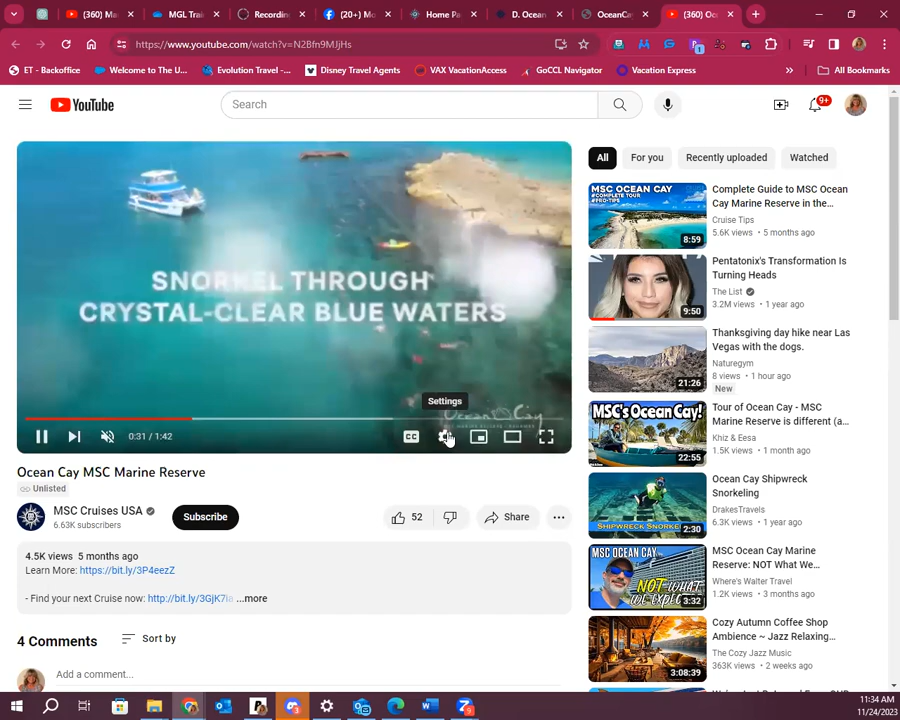 (360) Ma
MGL Trai
Recording
(20+) Mo
Home Pa
D. Ocean
OceanCay
(360) Oc
https://www.youtube.com/watch?v=N2Bfn9MJjHs
ET - Backoffice
Welcome to The U...
Evolution Travel -...
Disney Travel Agents
VAX VacationAccess
GoCCL Navigator
Vacation Express
»
All Bookmarks
YouTube
Search
9+
All
For you
Recently uploaded
Watched
SNORKEL THROUGH
CRYSTAL-CLEAR BLUE WATERS
Settings
Ocean Cay
0:31 / 1:42
CC
Ocean Cay MSC Marine Reserve
Unlisted
MSC Cruises USA
6.63K subscribers
Subscribe
52
Share
4.5K views 5 months ago
Learn More: https://bit.ly/3P4eezZ
- Find your next Cruise now: http://bit.ly/3GjK7ia ...more
4 Comments
Sort by
Add a comment...
MSC OCEAN CAY
#COMPLETE TOUR
#PRO-TIPS
8:59
Complete Guide to MSC Ocean
Cay Marine Reserve in the...
Cruise Tips
5.6K views • 5 months ago
9:50
Pentatonix's Transformation Is
Turning Heads
The List
3.2M views • 1 year ago
21:26
Thanksgiving day hike near Las
Vegas with the dogs.
Naturegym
8 views • 1 hour ago
New
MSC's Ocean Cay!
22:55
Tour of Ocean Cay - MSC
Marine Reserve is different (a...
Khiz & Eesa
1.5K views • 1 month ago
SHIPWRECK SNORKELING
2:30
Ocean Cay Shipwreck
Snorkeling
DrakesTravels
6.3K views • 1 year ago
MSC OCEAN CAY
NOT WHAT
WE EXPECTED
3:32
MSC Ocean Cay Marine
Reserve: NOT What We...
Where's Walter Travel
1.2K views • 3 months ago
3:08:39
Cozy Autumn Coffee Shop
Ambience ~ Jazz Relaxing...
The Cozy Jazz Music
363K views • 2 weeks ago
11:34 AM
11/24/2023